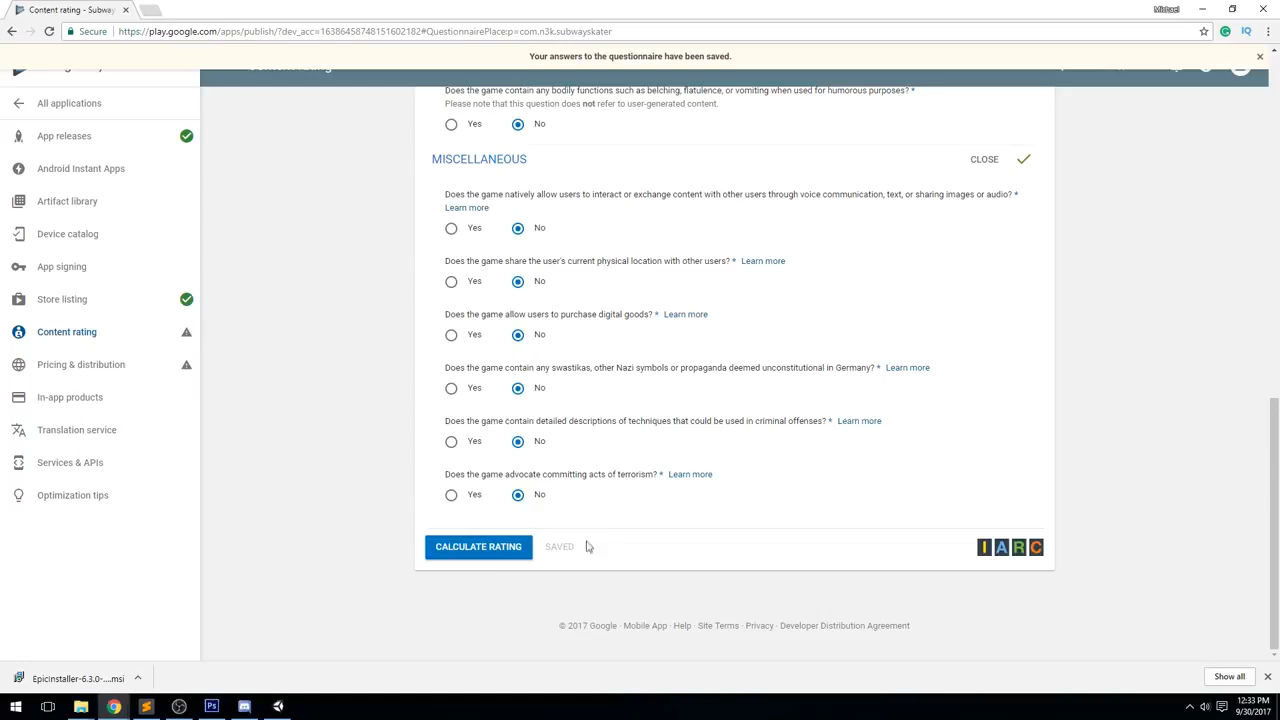 Content rating - Subway
Michael
Secure
https://play.google.com/apps/publish/?dev_acc=16386458748151602182#QuestionnairePlace:p=com.n3k.subwayskater
Your answers to the questionnaire have been saved.
All applications
App releases
Android Instant Apps
Artifact library
Device catalog
App signing
Store listing
Content rating
Pricing & distribution
In-app products
Translation service
Services & APIs
Optimization tips
Does the game contain any bodily functions such as belching, flatulence, or vomiting when used for humorous purposes? *
Please note that this question does not refer to user-generated content.
Yes No
MISCELLANEOUS CLOSE
Does the game natively allow users to interact or exchange content with other users through voice communication, text, or sharing images or audio? *
Learn more
Yes No
Does the game share the user's current physical location with other users? * Learn more
Yes No
Does the game allow users to purchase digital goods? * Learn more
Yes No
Does the game contain any swastikas, other Nazi symbols or propaganda deemed unconstitutional in Germany? * Learn more
Yes No
Does the game contain detailed descriptions of techniques that could be used in criminal offenses? * Learn more
Yes No
Does the game advocate committing acts of terrorism? * Learn more
Yes No
CALCULATE RATING SAVED
IARC
© 2017 Google · Mobile App · Help · Site Terms · Privacy · Developer Distribution Agreement
EpicInstaller-6.3.0-....msi
Show all
12:33 PM
9/30/2017